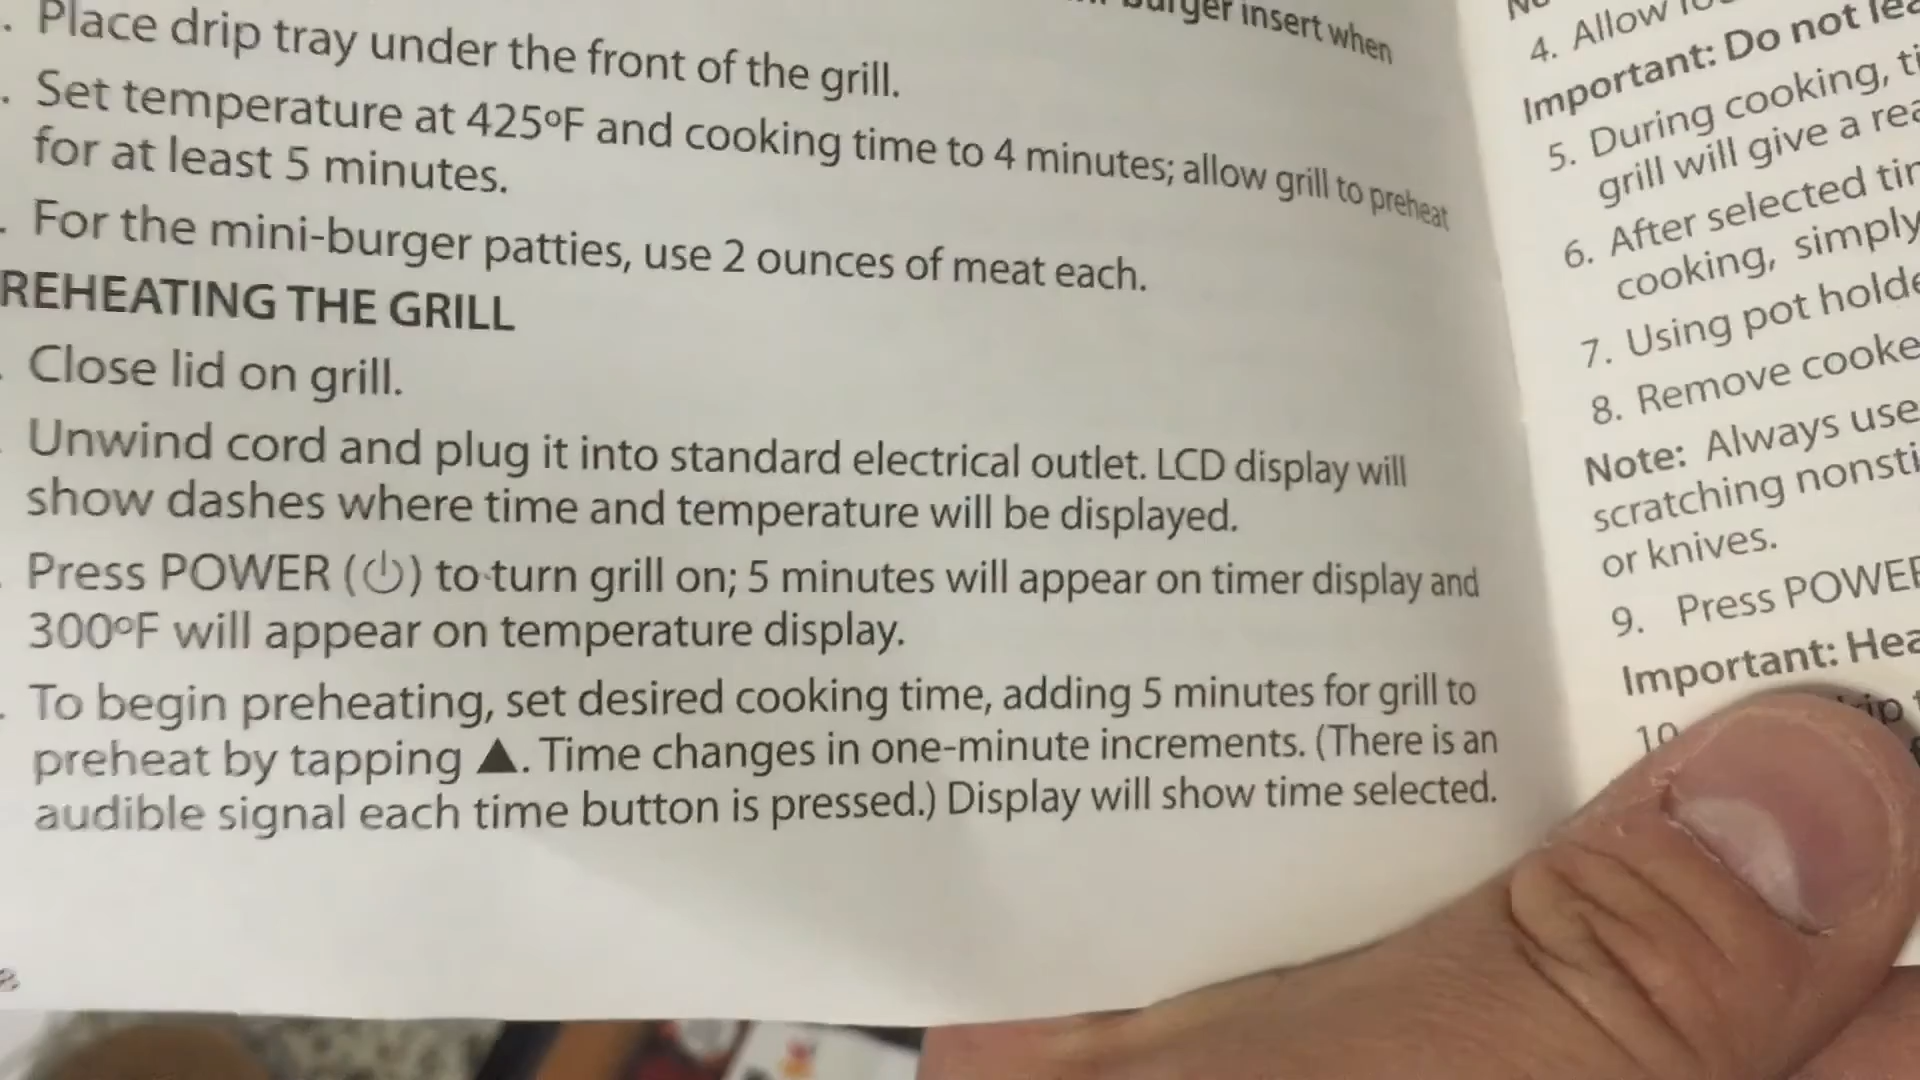 burger insert when
. Place drip tray under the front of the grill.
. Set temperature at 425ºF and cooking time to 4 minutes; allow grill to preheat
for at least 5 minutes.
. For the mini-burger patties, use 2 ounces of meat each.
REHEATING THE GRILL
. Close lid on grill.
. Unwind cord and plug it into standard electrical outlet. LCD display will
show dashes where time and temperature will be displayed.
. Press POWER (⏻) to turn grill on; 5 minutes will appear on timer display and
300ºF will appear on temperature display.
. To begin preheating, set desired cooking time, adding 5 minutes for grill to
preheat by tapping ▲. Time changes in one-minute increments. (There is an
audible signal each time button is pressed.) Display will show time selected.
4. Allow
Important: Do not
5. During cooking,
grill will give a
6. After selected
cooking, simply
7. Using pot
8. Remove
Note: Always use
scratching
or knives.
9. Press POWER
Important:
10